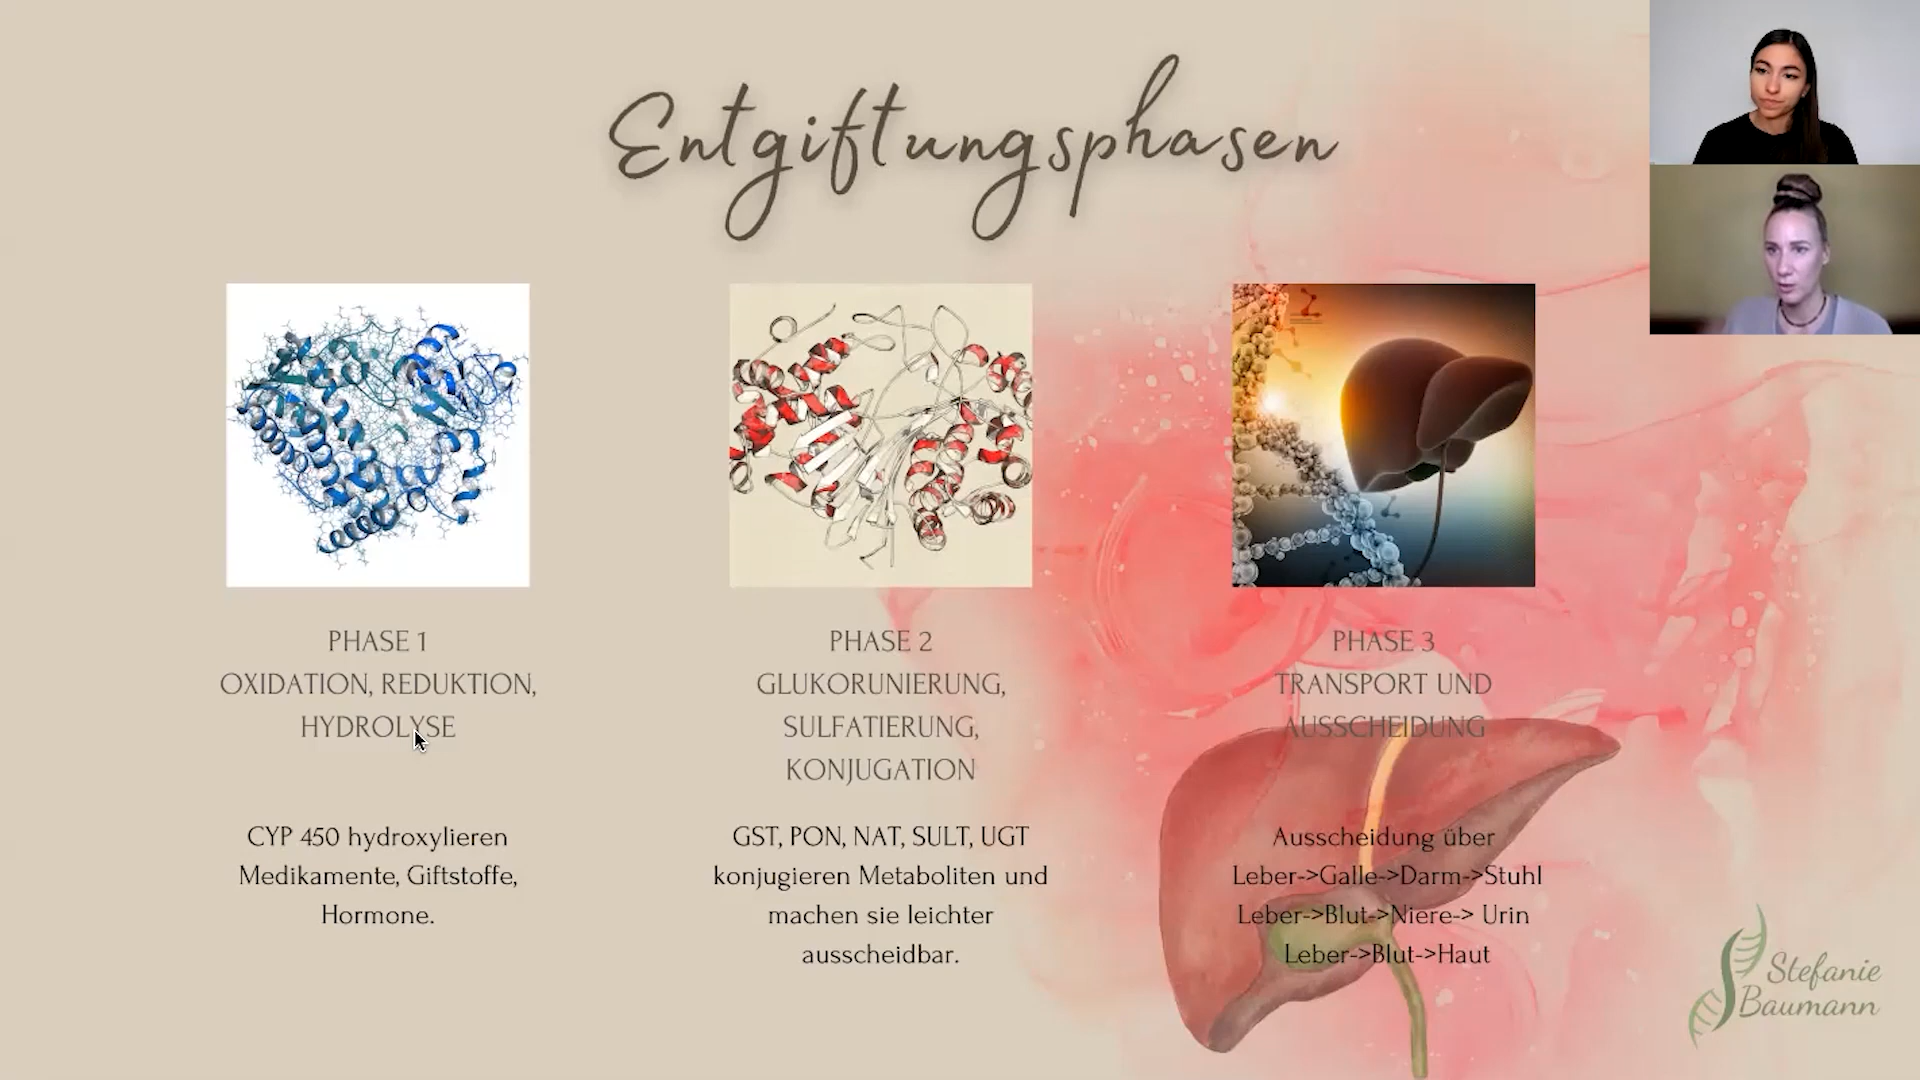 Entgiftungsphasen
PHASE 1
OXIDATION, REDUKTION,
HYDROLYSE
CYP 450 hydroxylieren
Medikamente, Giftstoffe,
Hormone.
PHASE 2
GLUKORUNIERUNG,
SULFATIERUNG,
KONJUGATION
GST, PON, NAT, SULT, UGT
konjugieren Metaboliten und
machen sie leichter
ausscheidbar.
PHASE 3
TRANSPORT UND
AUSSCHEIDUNG
Ausscheidung über
Leber->Galle->Darm->Stuhl
Leber->Blut->Niere-> Urin
Leber->Blut->Haut
Stefanie
Baumann